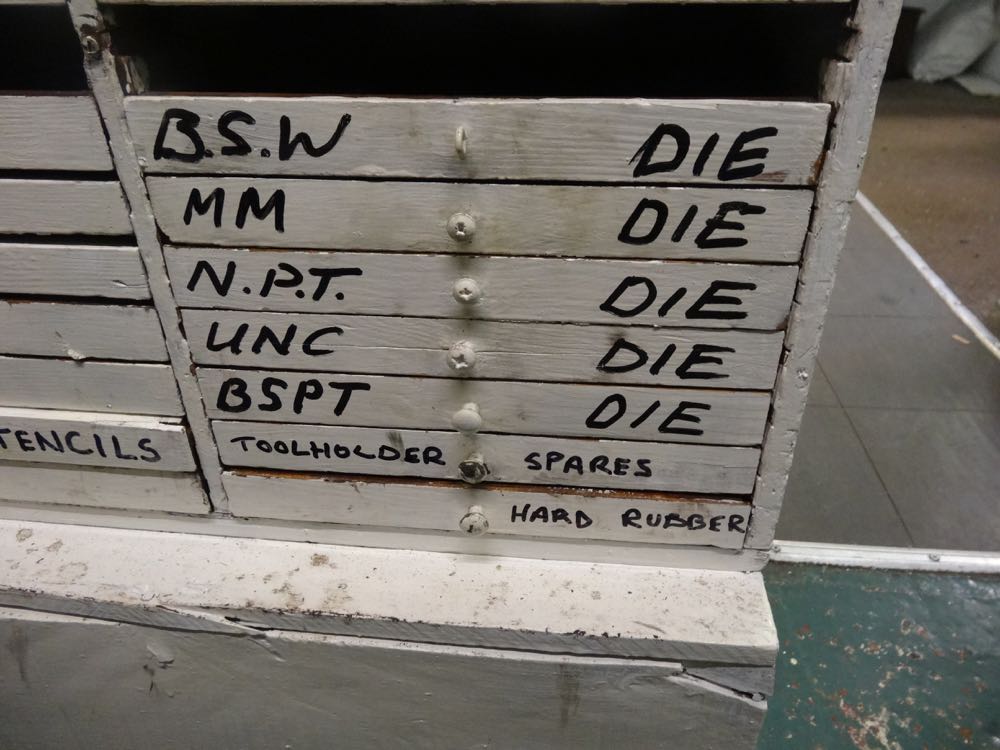 B.S.W DIE
MM DIE
N.P.T. DIE
UNC DIE
BSPT DIE
TENCILS
TOOLHOLDER SPARES
HARD RUBBER